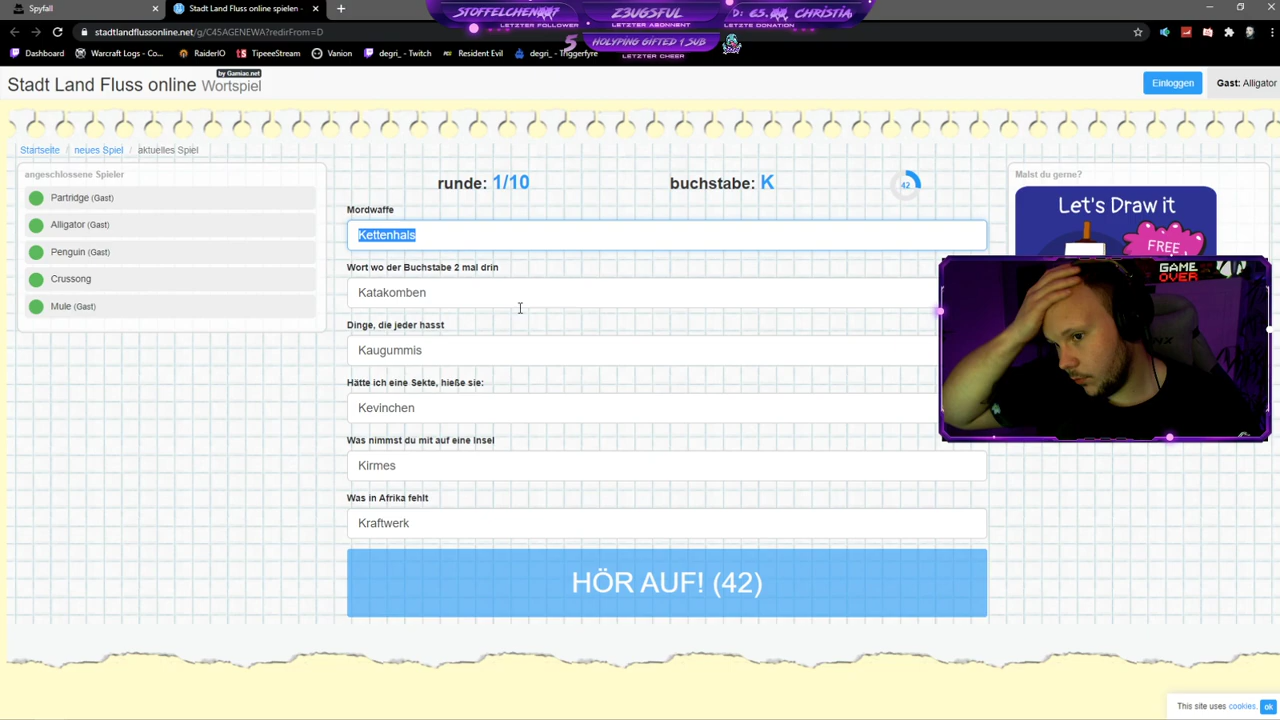 Spyfall
Stadt Land Fluss online spielen -
STOFFELCHEN007
LETZTER FOLLOWER
Z3UGSFUL
LETZTER ABONNENT
D: €5.00 CHRISTIA
LETZTE DONATION
stadtlandflussonline.net/g/C45AGENEWA?redirFrom=D
5
HOLYPING GIFTED 1 SUB
LETZTER CHEER
Dashboard
Warcraft Logs - Co...
RaiderIO
TipeeeStream
Vanion
degri_ - Twitch
Resident Evil
degri_ - Triggerfyre
Stadt Land Fluss online
by Gamiac.net
Wortspiel
Einloggen
Gast: Alligator
Startseite / neues Spiel / aktuelles Spiel
angeschlossene Spieler
Partridge (Gast)
Alligator (Gast)
Penguin (Gast)
Crussong
Mule (Gast)
runde: 1/10
buchstabe: K
42
Mordwaffe
Kettenhals
Wort wo der Buchstabe 2 mal drin
Katakomben
Dinge, die jeder hasst
Kaugummis
Hätte ich eine Sekte, hieße sie:
Kevinchen
Was nimmst du mit auf eine Insel
Kirmes
Was in Afrika fehlt
Kraftwerk
HÖR AUF! (42)
Malst du gerne?
Let's Draw it
FREE
GAME
OVER
This site uses cookies.
ok